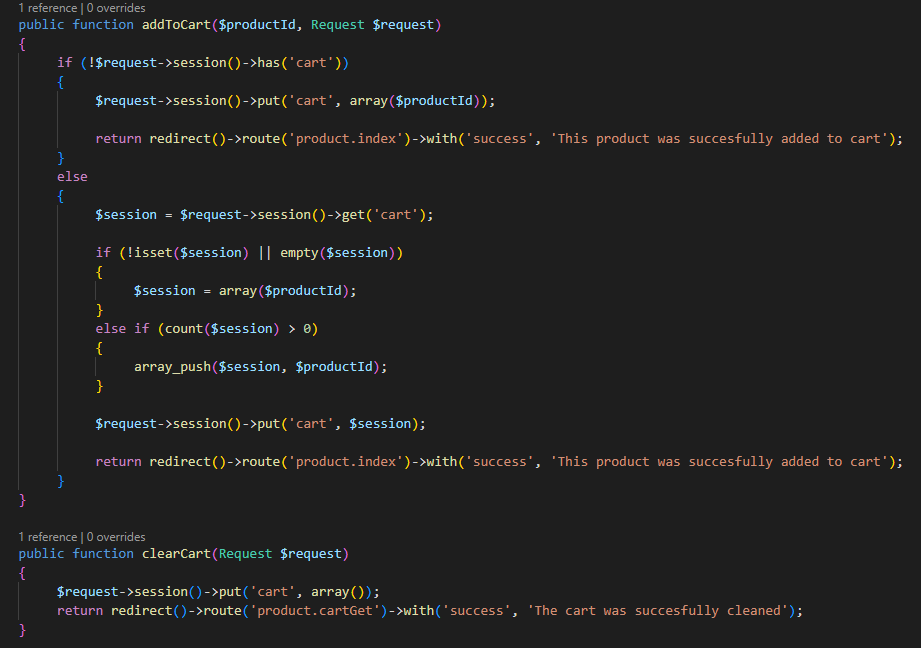 1 reference | 0 overrides
public function addToCart($productId, Request $request)
{
if (!$request->session()->has('cart'))
{
$request->session()->put('cart', array($productId));
return redirect()->route('product.index')->with('success', 'This product was succesfully added to cart');
}
else
{
$session = $request->session()->get('cart');
if (!isset($session) || empty($session))
{
$session = array($productId);
}
else if (count($session) > 0)
{
array_push($session, $productId);
}
$request->session()->put('cart', $session);
return redirect()->route('product.index')->with('success', 'This product was succesfully added to cart');
}
}
1 reference | 0 overrides
public function clearCart(Request $request)
{
$request->session()->put('cart', array());
return redirect()->route('product.cartGet')->with('success', 'The cart was succesfully cleaned');
}